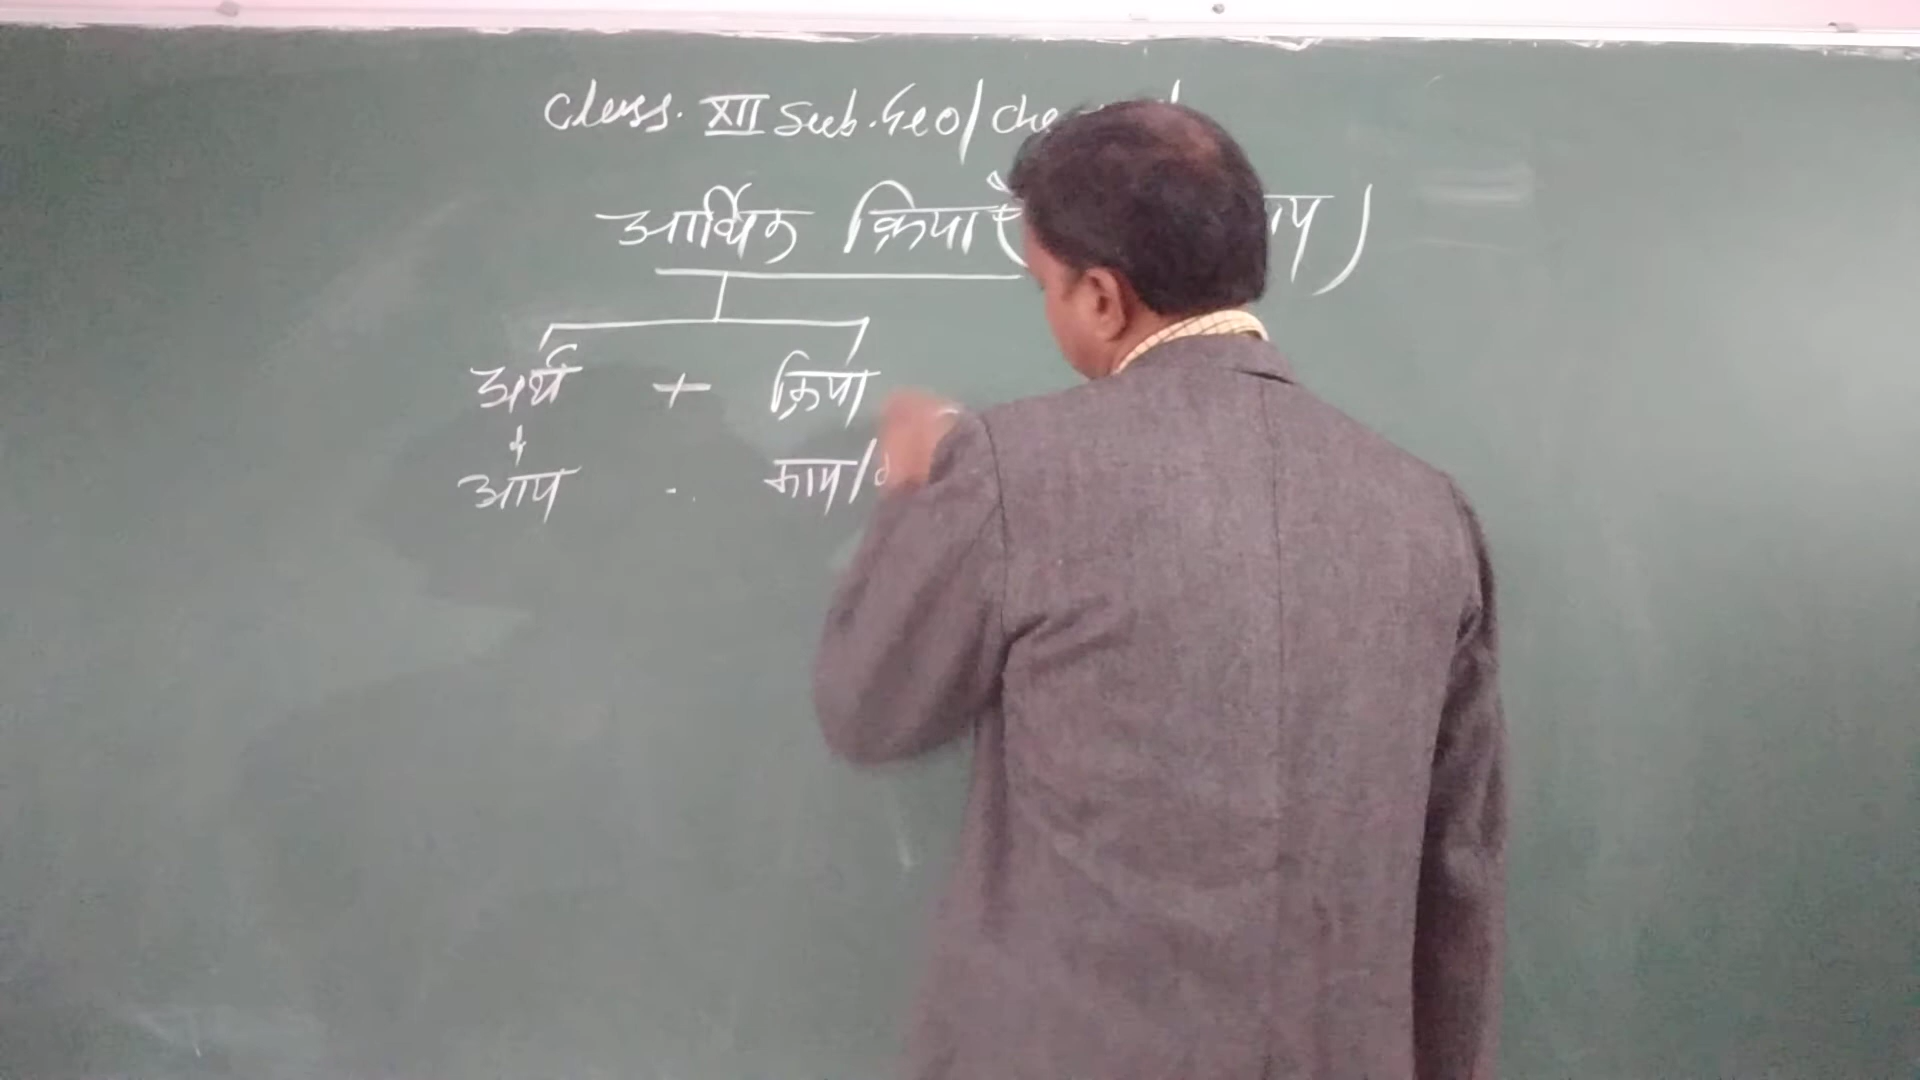 Class. XII Sub. Geo/
आर्थिक क्रियाएँ
अर्थ + क्रिया
आय कार्य/